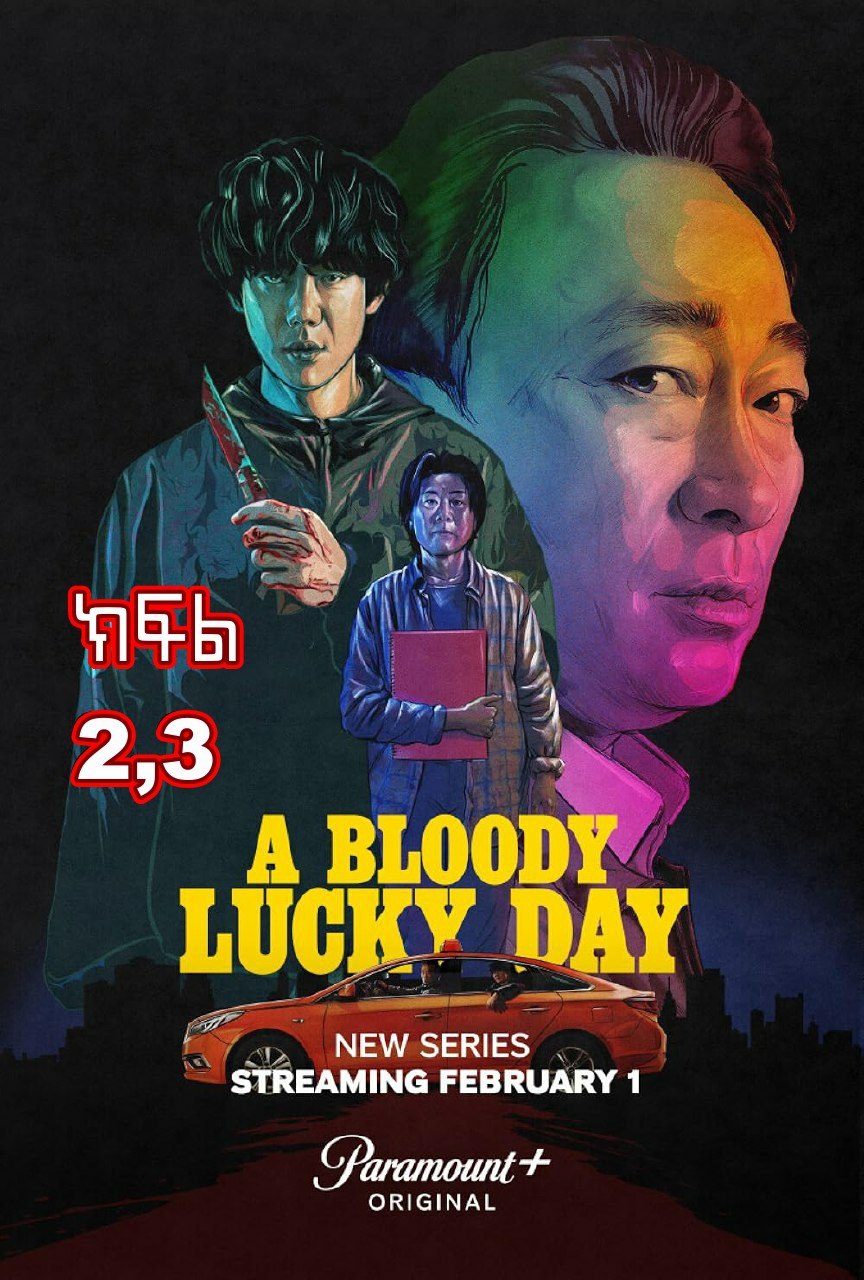 ክፍል
2,3
A BLOODY
LUCKY DAY
NEW SERIES
STREAMING FEBRUARY 1
Paramount+
ORIGINAL